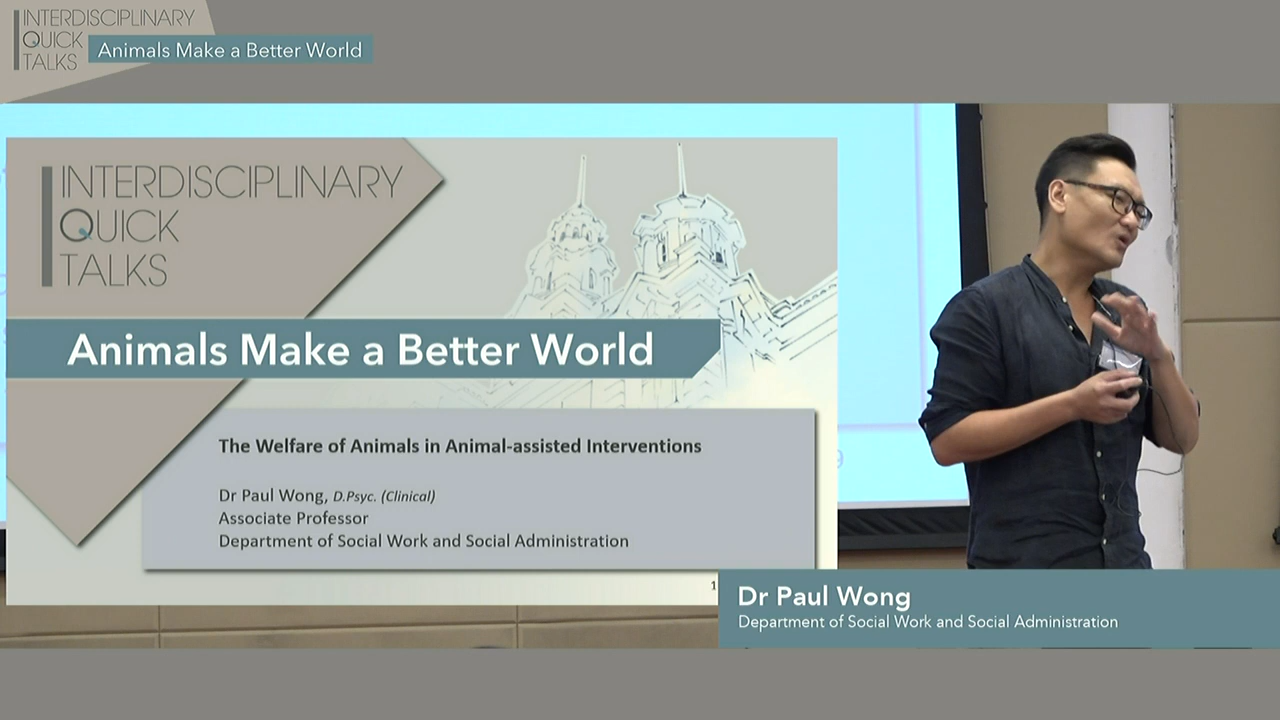 INTERDISCIPLINARY
QUICK
TALKS
Animals Make a Better World
INTERDISCIPLINARY
QUICK
TALKS
Animals Make a Better World
The Welfare of Animals in Animal-assisted Interventions
Dr Paul Wong, D.Psyc. (Clinical)
Associate Professor
Department of Social Work and Social Administration
1
Dr Paul Wong
Department of Social Work and Social Administration